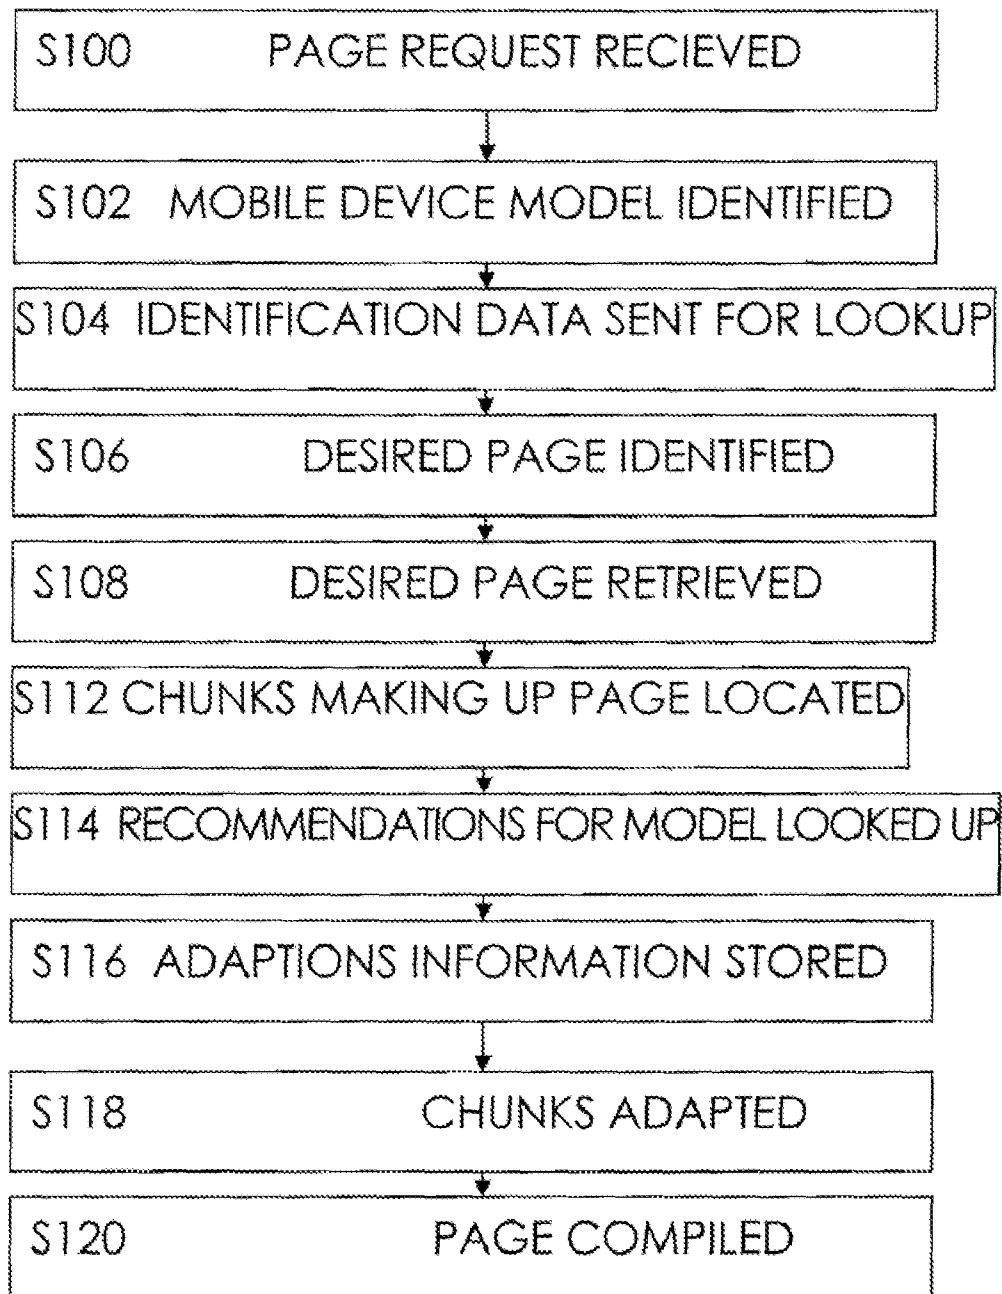 S100 PAGE REQUEST RECIEVED
S102 MOBILE DEVICE MODEL IDENTIFIED
S104 IDENTIFICATION DATA SENT FOR LOOKUP
S106 DESIRED PAGE IDENTIFIED
S108 DESIRED PAGE RETRIEVED
S112 CHUNKS MAKING UP PAGE LOCATED
S114 RECOMMENDATIONS FOR MODEL LOOKED UP
S116 ADAPTIONS INFORMATION STORED
S118 CHUNKS ADAPTED
S120 PAGE COMPILED